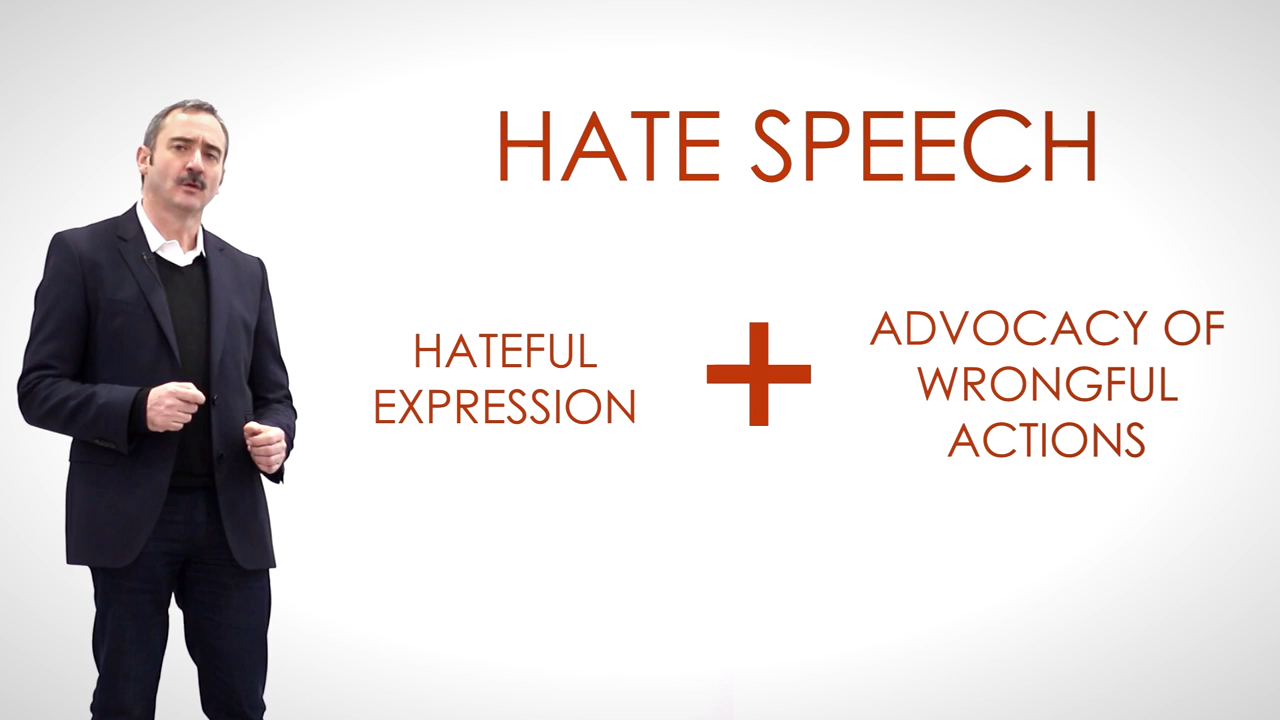 HATE SPEECH
HATEFUL
EXPRESSION
+
ADVOCACY OF
WRONGFUL
ACTIONS